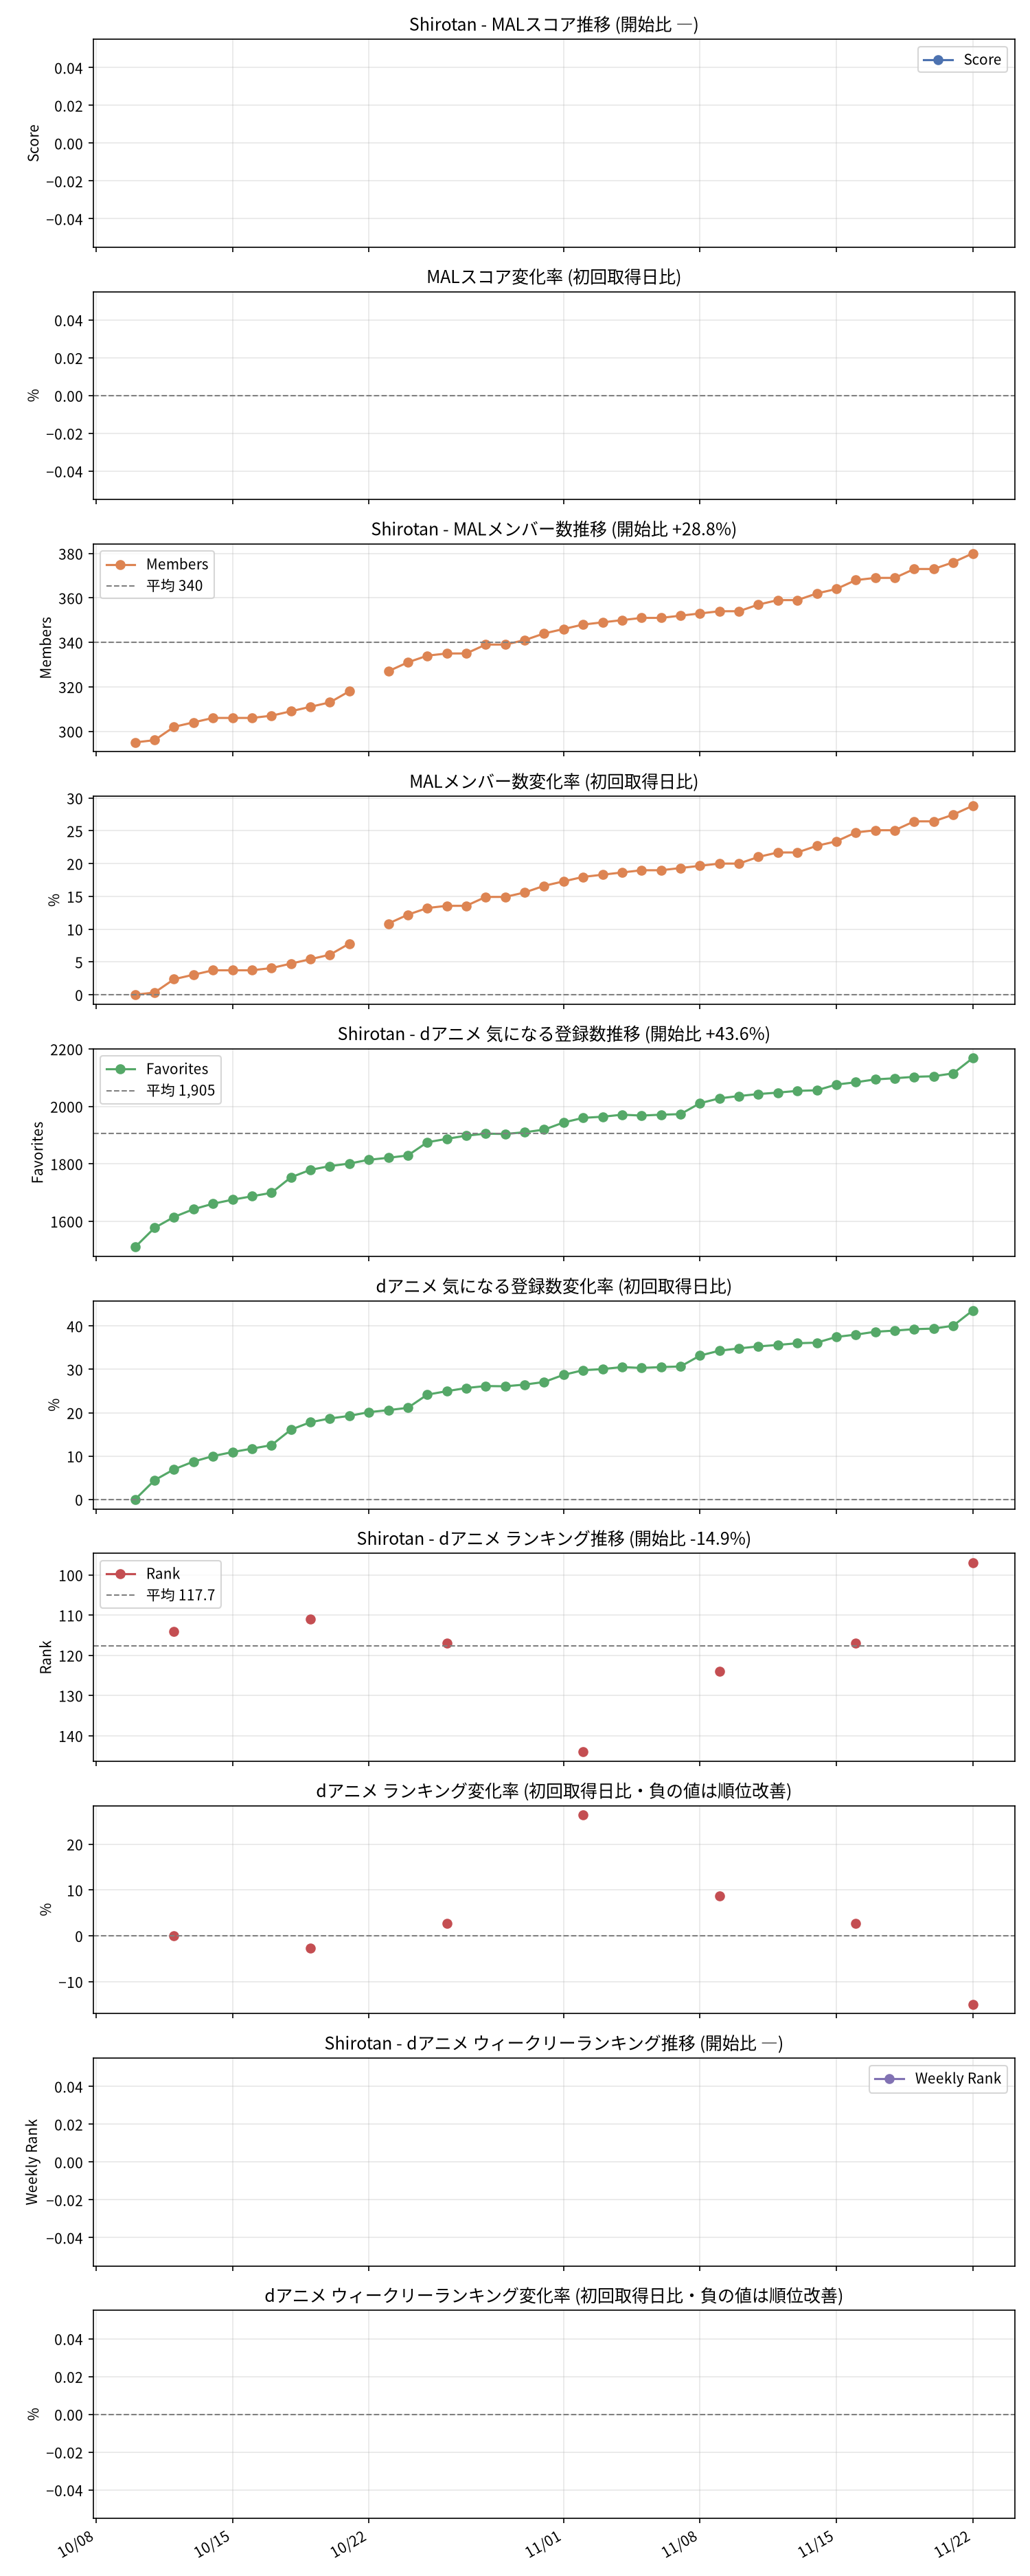 Shirotan - MALスコア推移 (開始比 —)
Score
0.04
0.02
0.00
−0.02
−0.04
Score
MALスコア変化率 (初回取得日比)
0.04
0.02
0.00
−0.02
−0.04
%
Shirotan - MALメンバー数推移 (開始比 +28.8%)
Members
平均 340
380
360
340
320
300
Members
MALメンバー数変化率 (初回取得日比)
30
25
20
15
10
5
0
%
Shirotan - dアニメ 気になる登録数推移 (開始比 +43.6%)
Favorites
平均 1,905
2200
2000
1800
1600
Favorites
dアニメ 気になる登録数変化率 (初回取得日比)
40
30
20
10
0
%
Shirotan - dアニメ ランキング推移 (開始比 -14.9%)
Rank
平均 117.7
100
110
120
130
140
Rank
dアニメ ランキング変化率 (初回取得日比・負の値は順位改善)
20
10
0
−10
%
Shirotan - dアニメ ウィークリーランキング推移 (開始比 —)
Weekly Rank
0.04
0.02
0.00
−0.02
−0.04
Weekly Rank
dアニメ ウィークリーランキング変化率 (初回取得日比・負の値は順位改善)
0.04
0.02
0.00
−0.02
−0.04
%
10/08
10/15
10/22
11/01
11/08
11/15
11/22